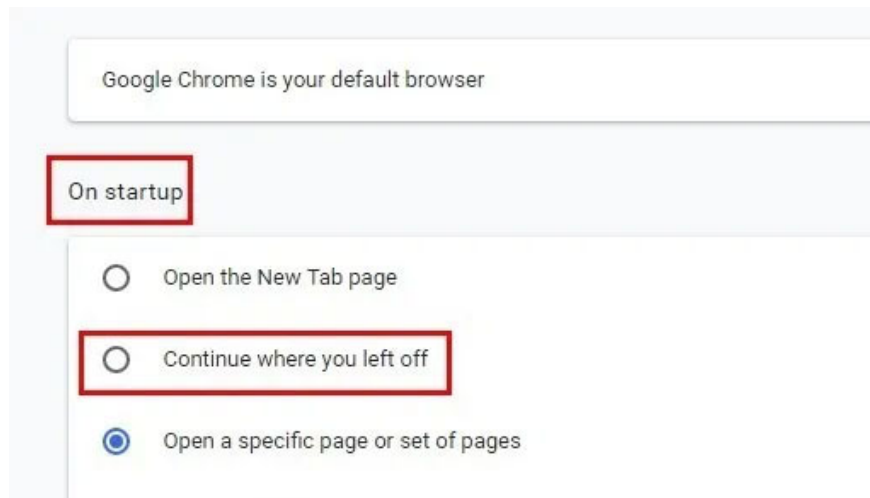 Google Chrome is your default browser
On startup
Open the New Tab page
Continue where you left off
Open a specific page or set of pages